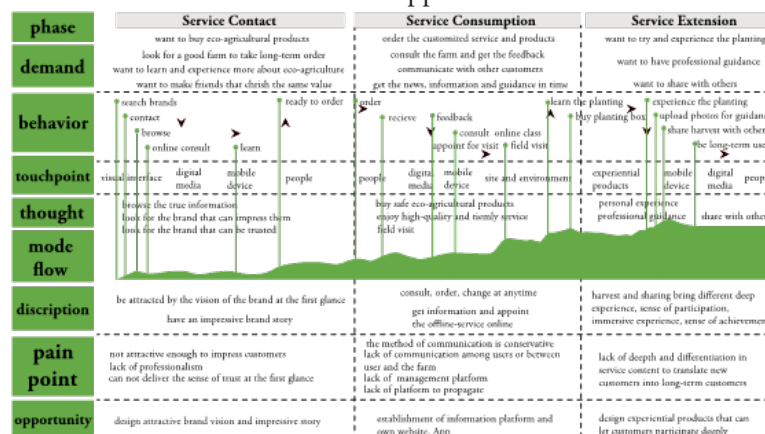 phase
Service Contact
Service Consumption
Service Extension
want to buy eco-agricultural products
order the customized service and products
want to try and experience the planting
demand
look for a good farm to take long-term order
want to learn and experience more about eco-agriculture
want to make friends that chrish the same value
consult the farm and get the feedback
communicate with other customers
get the news, information and guidance in time
want to have professional guidance
want to share with others
behavior
search brands
contact
browse
online consult
learn
ready to order
order
recieve
feedback
consult online class
appoint for visit
field visit
learn the planting
buy planting box
experience the planting
upload photos for guidanc
share harvest with other
be long-term use
touchpoint
visual interface
digital media
mobile device
people
people
digital media
mobile device
site and environment
experiential products
mobile device
digital media
peop
thought
browse the true information
look for the brand that can impress them
look for the brand that can be trusted
buy safe eco-agricultural products
enjoy high-quality and tiemly service
field visit
personal experience
professional guidance
share with other
mode flow
discription
be attracted by the vision of the brand at the first glance
have an impressive brand story
consult, order, change at anytime
get information and appoint
the offline-service online
harvest and sharing bring different deep
experience, sense of participation,
immersive experience, sense of achievemen
pain point
not attractive enough to impress customers
lack of professionalism
can not deliver the sense of trust at the first glance
the method of communication is conservative
lack of communication among users or between
user and the farm
lack of management platform
lack of platform to propagate
lack of deepth and differentiation in
service content to translate new
customers into long-term customers
opportunity
design attractive brand vision and impressive story
establishment of information platform and
own website, App
design experiential products that can
let customers participate deeply